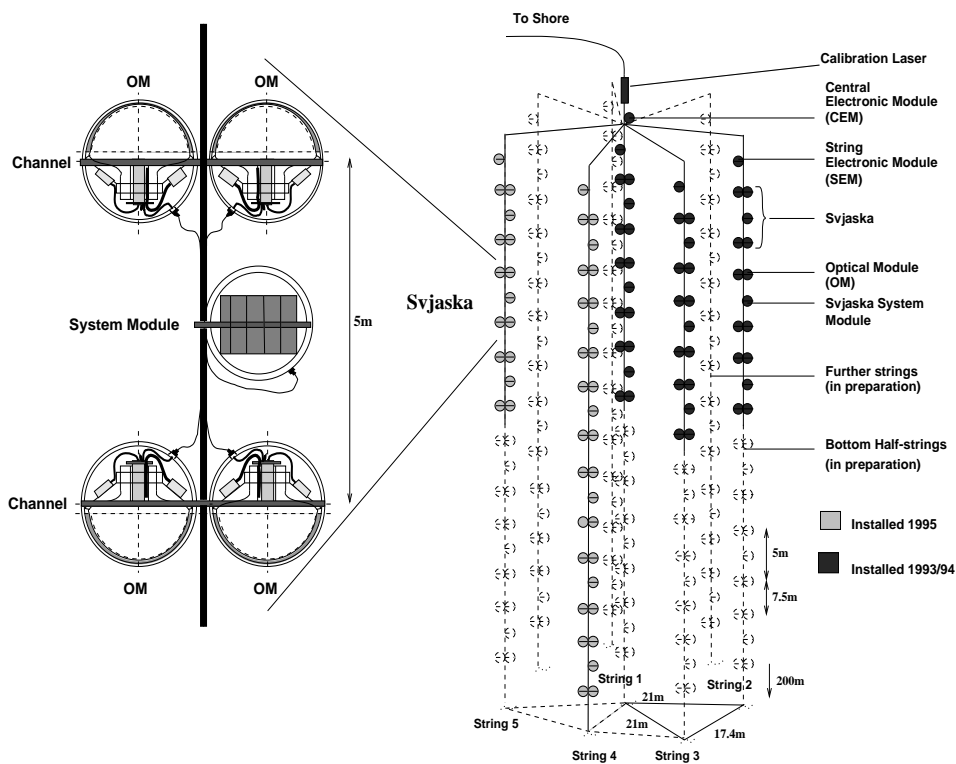 OM
OM
Channel
System Module
5m
Channel
OM
OM
Svjaska
To Shore
Calibration Laser
Central
Electronic Module
(CEM)
String
Electronic Module
(SEM)
Svjaska
Optical Module
(OM)
Svjaska System
Module
Further strings
(in preparation)
Bottom Half-strings
(in preparation)
Installed 1995
Installed 1993/94
5m
7.5m
200m
String 1
String 2
21m
21m
17.4m
String 5
String 4
String 3